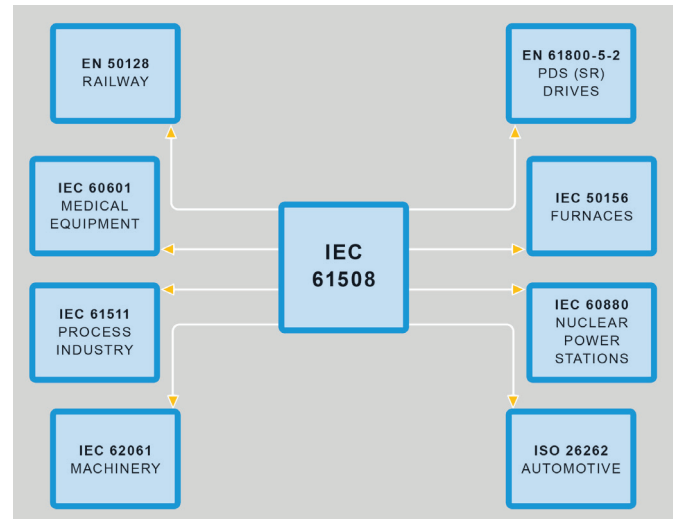 EN 50128
RAILWAY
EN 61800-5-2
PDS (SR)
DRIVES
IEC 60601
MEDICAL
EQUIPMENT
IEC 50156
FURNACES
IEC
61508
IEC 61511
PROCESS
INDUSTRY
IEC 60880
NUCLEAR
POWER
STATIONS
IEC 62061
MACHINERY
ISO 26262
AUTOMOTIVE